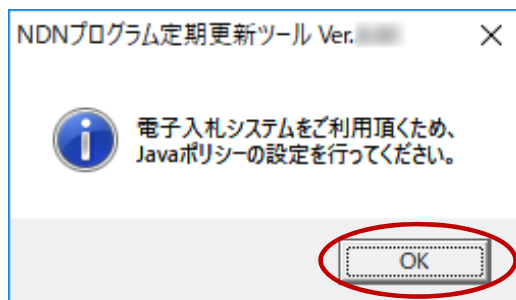 NDNプログラム定期更新ツール Ver.
電子入札システムをご利用頂くため、
Javaポリシーの設定を行ってください。
OK